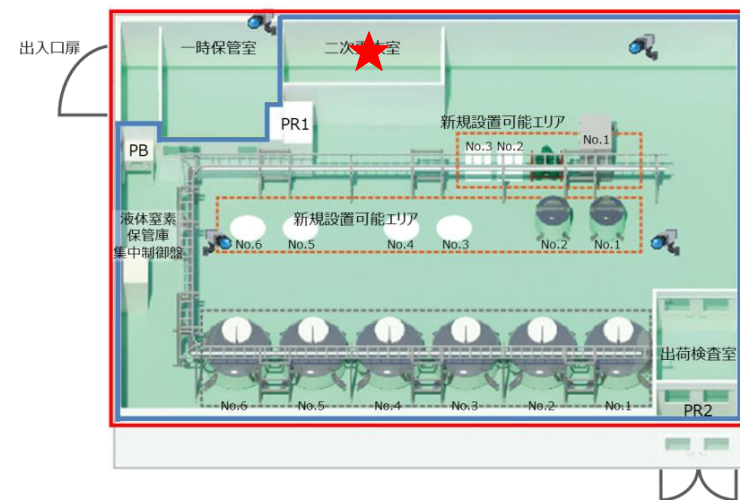 出入口扉
一時保管室
二次
室
PR1
新規設置可能エリア
No.3
No.2
No.1
PB
液体窒素
保管庫
集中制御盤
新規設置可能エリア
No.6
No.5
No.4
No.3
No.2
No.1
出荷検査室
No.6
No.5
No.4
No.3
No.2
No.1
PR2